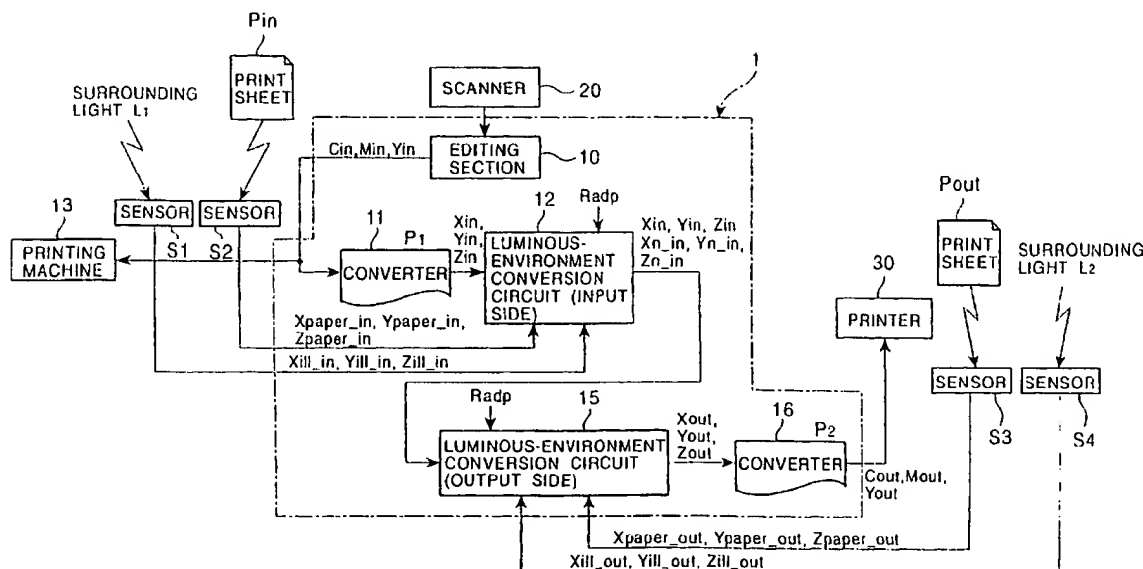 Pin
PRINT
SHEET
SURROUNDING
LIGHT L1
SCANNER
20
1
Cin,Min,Yin
EDITING
SECTION
10
13
SENSOR
SENSOR
S1
S2
PRINTING
MACHINE
11
P1
CONVERTER
Xin,
Yin,
Zin
12
Radp
LUMINOUS-
ENVIRONMENT
CONVERSION
CIRCUIT (INPUT
SIDE)
Xin, Yin, Zin
Xn_in, Yn_in,
Zn_in
Xpaper_in, Ypaper_in,
Zpaper_in
Xill_in, Yill_in, Zill_in
Pout
PRINT
SHEET
SURROUNDING
LIGHT L2
30
PRINTER
SENSOR
SENSOR
S3
S4
Radp
15
LUMINOUS-ENVIRONMENT
CONVERSION CIRCUIT
(OUTPUT SIDE)
Xout,
Yout,
Zout
16
P2
CONVERTER
Cout,Mout,
Yout
Xpaper_out, Ypaper_out, Zpaper_out
Xill_out, Yill_out, Zill_out